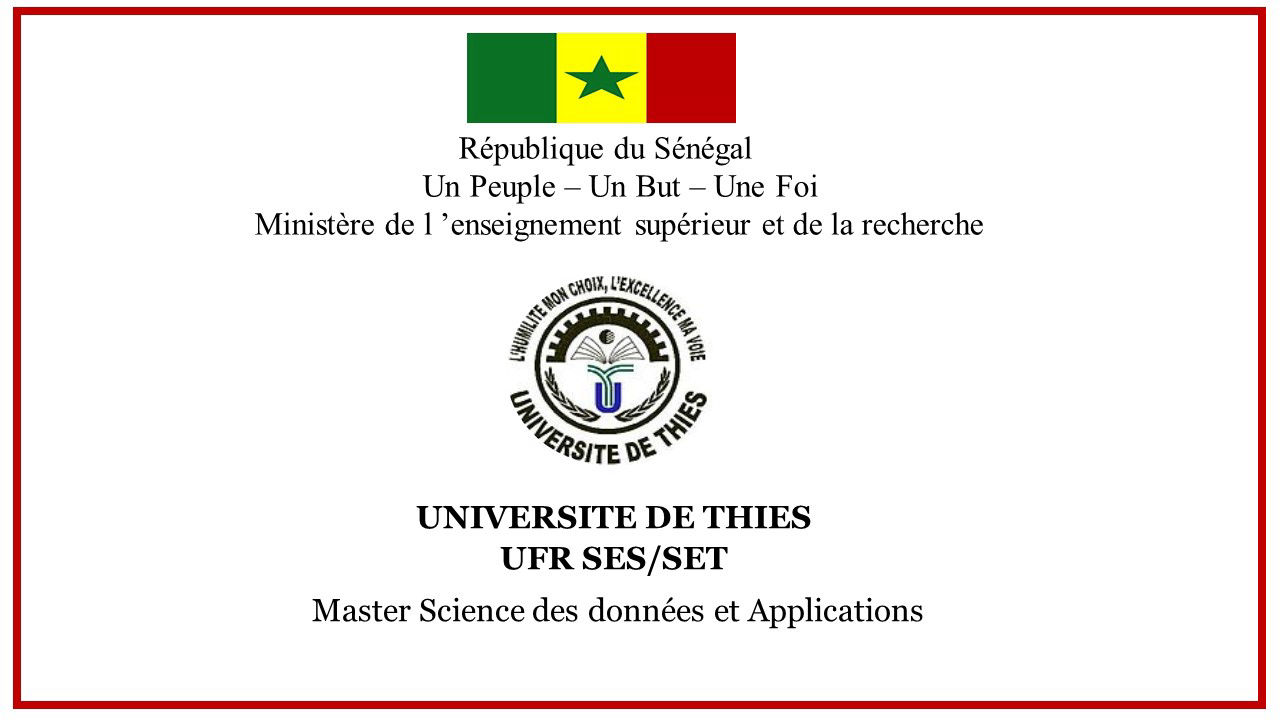 République du Sénégal
Un Peuple – Un But – Une Foi
Ministère de l ’enseignement supérieur et de la recherche
L'HUMILITE MON CHOIX, L'EXCELLENCE MA VOIE
UNIVERSITE DE THIES
UNIVERSITE DE THIES
UFR SES/SET
Master Science des données et Applications